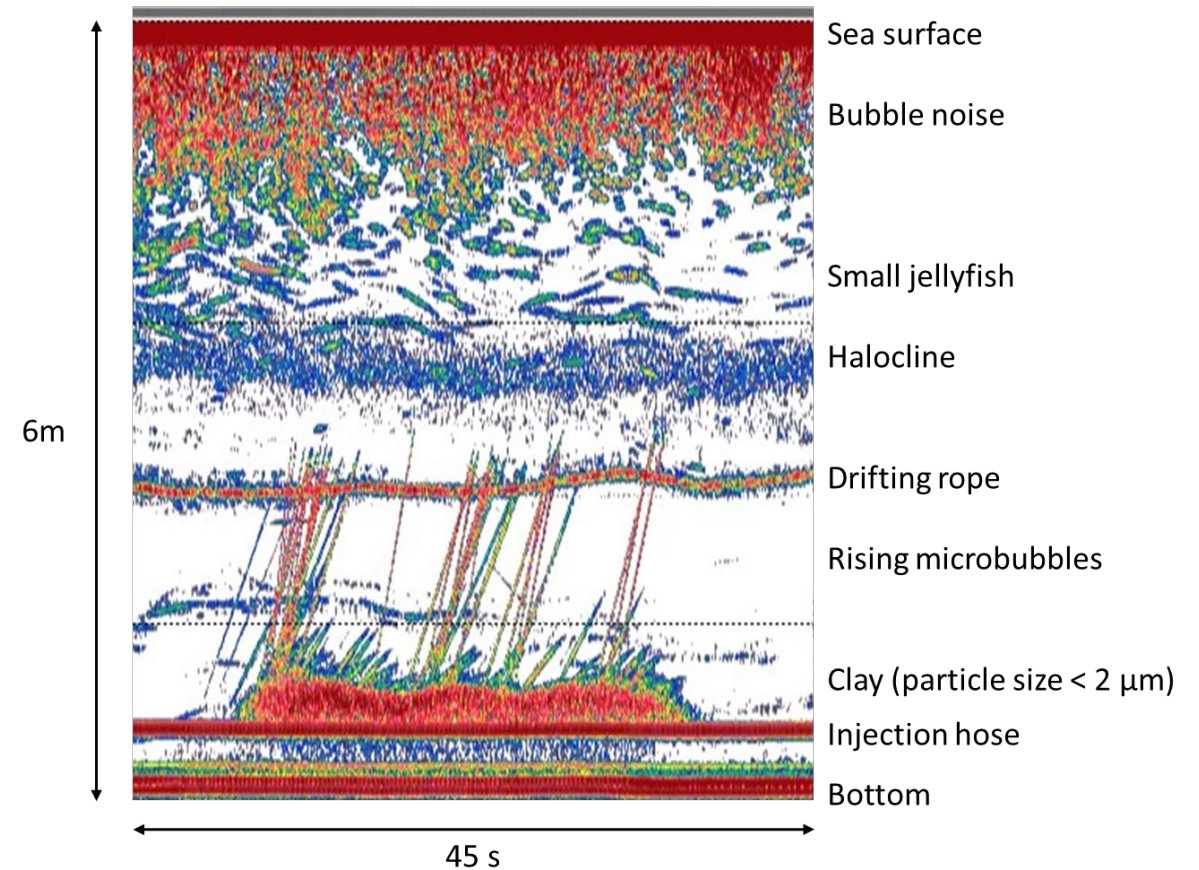 Sea surface
Bubble noise
Small jellyfish
Halocline
6m
Drifting rope
Rising microbubbles
Clay (particle size < 2 µm)
Injection hose
Bottom
45 s